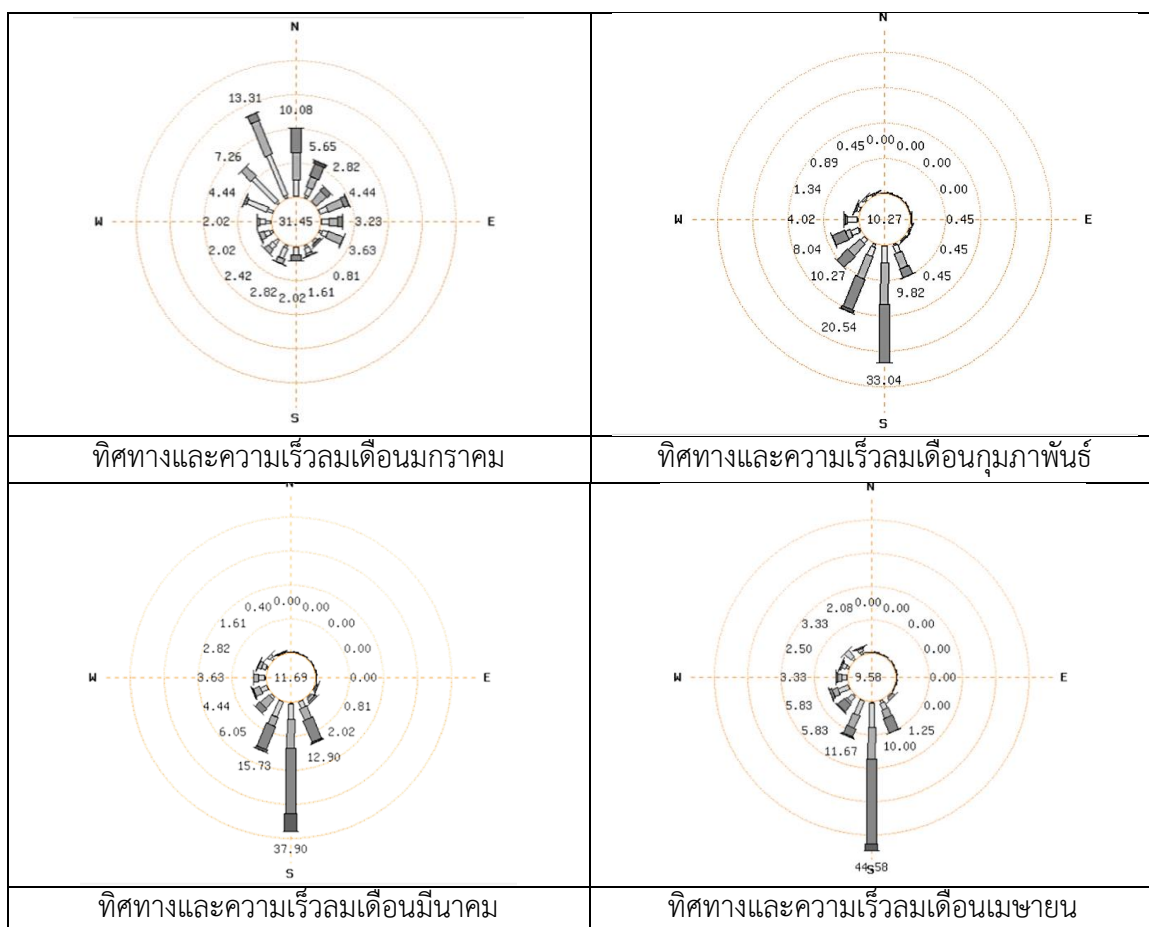 N
13.31 10.08
5.65
7.26 2.82
4.44 4.44
W 2.02 31.45 3.23 E
2.02 3.63
2.42 0.81
2.82 2.02 1.61
S
ทิศทางและความเร็วลมเดือนมกราคม
N
0.45 0.00 0.00
0.89 0.00
1.34 0.00
W 4.02 10.27 0.45 E
8.04 0.45
10.27 0.45
20.54 9.82
33.04
S
ทิศทางและความเร็วลมเดือนกุมภาพันธ์
N
0.40 0.00 0.00
1.61 0.00
2.82 0.00
W 3.63 11.69 0.00 E
4.44 0.81
6.05 2.02
15.73 12.90
37.90
S
ทิศทางและความเร็วลมเดือนมีนาคม
N
2.08 0.00 0.00
3.33 0.00
2.50 0.00
W 3.33 9.58 0.00 E
5.83 0.00
5.83 1.25
11.67 10.00
44.58
S
ทิศทางและความเร็วลมเดือนเมษายน